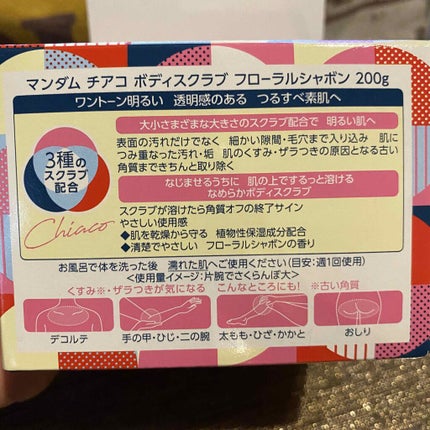 マンダム チアコ ボディスクラブ フローラルシャボン 200g
ワントーン明るい 透明感のある つるすべ素肌へ
大小さまざまな大きさのスクラブ配合で 明るい肌へ
表面の汚れだけでなく 細かい隙間・毛穴まで入り込み 肌に
つみ重なった汚れ・垢 肌のくすみ・ザラつきの原因となる古い
角質まできちんと取り除く
3種の
スクラブ
配合
なじませるうちに 肌の上でするっと溶ける
なめらかボディスクラブ
Chiaco
スクラブが溶けたら角質オフの終了サイン
やさしい使用感
◆肌を乾燥から守る 植物性保湿成分配合
◆清楚でやさしい フローラルシャボンの香り
お風呂で体を洗った後 濡れた肌へご使用ください(目安:週1回使用)
<使用量イメージ:片腕でさくらんぼ大>
くすみ※・ザラつきが気になる こんなところにも! ※古い角質
デコルテ
手の甲・ひじ・二の腕
太もも・ひざ・かかと
おしり